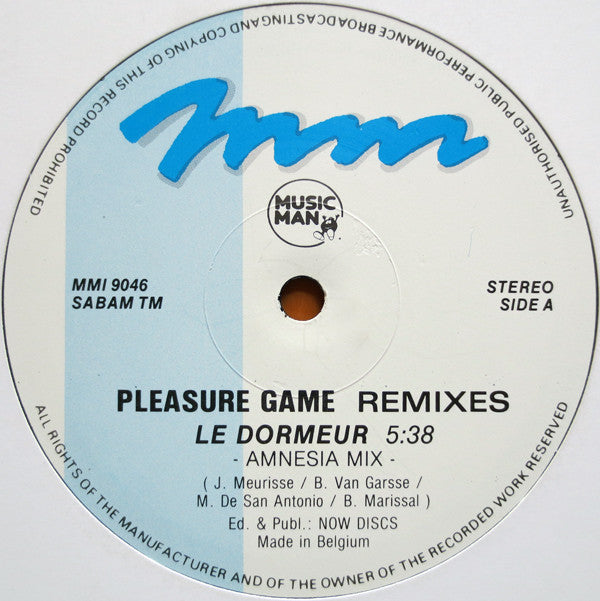 UNAUTHORISED PUBLIC PERFORMANCE BROADCASTING AND COPYING OF THIS RECORD PROHIBITED
mm
MUSIC
MAN
MMI 9046
SABAM TM
STEREO
SIDE A
PLEASURE GAME REMIXES
LE DORMEUR 5:38
- AMNESIA MIX -
( J. Meurisse / B. Van Garsse /
M. De San Antonio / B. Marissal )
Ed. & Publ.: NOW DISCS
Made in Belgium
ALL RIGHTS OF THE MANUFACTURER AND OF THE OWNER OF THE RECORDED WORK RESERVED